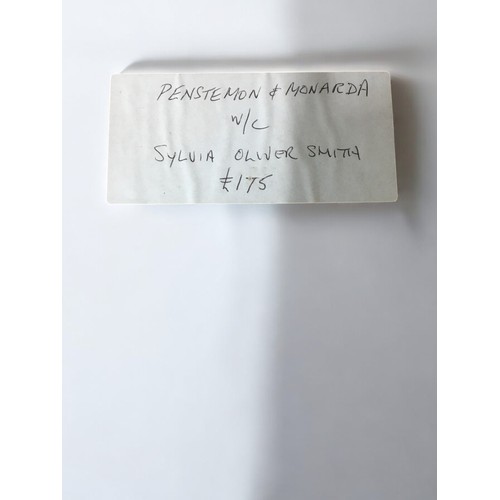 PENSTEMON & MONARDA
W/C
SYLVIA OLIVER SMITH
£175